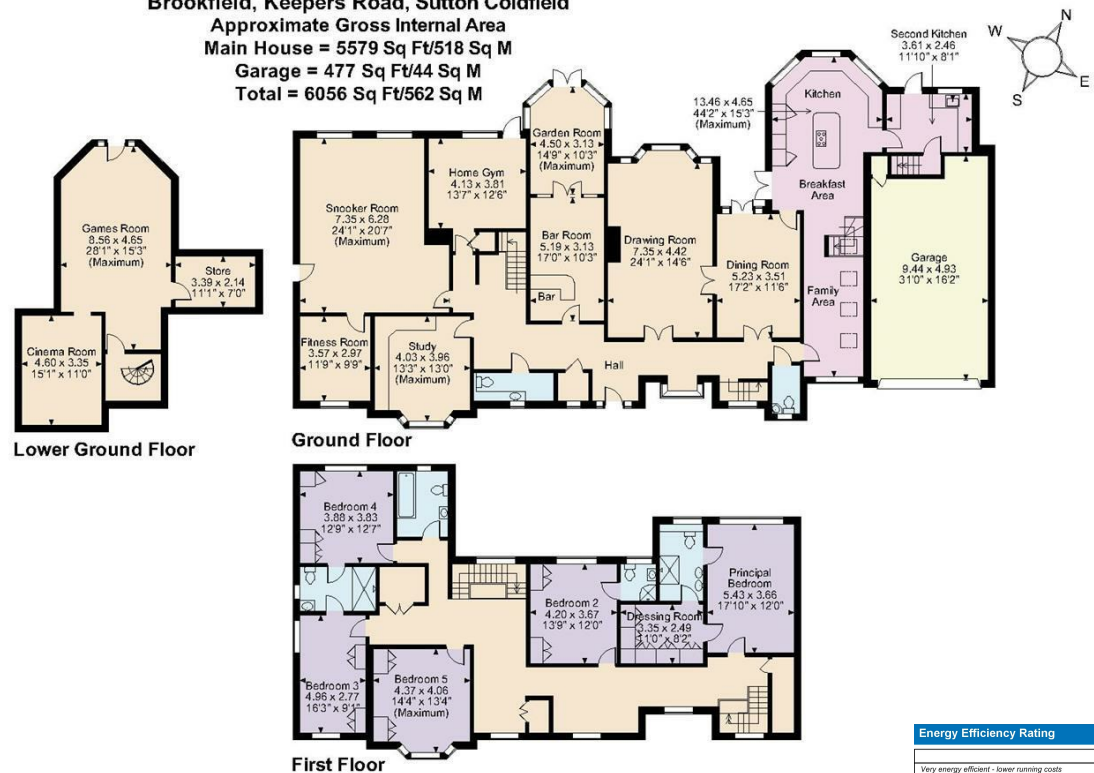 Brookfield, Keepers Road, Sutton Coldfield
Approximate Gross Internal Area
Main House = 5579 Sq Ft/518 Sq M
Garage = 477 Sq Ft/44 Sq M
Total = 6056 Sq Ft/562 Sq M
N
W
E
S
Second Kitchen
3.61 x 2.46
11'10" x 8'1"
Kitchen
13.46 x 4.65
44'2" x 15'3"
(Maximum)
Breakfast
Area
Family
Area
Garage
9.44 x 4.93
31'0" x 16'2"
Garden Room
4.50 x 3.13
14'9" x 10'3"
(Maximum)
Home Gym
4.13 x 3.81
13'7" x 12'6"
Snooker Room
7.35 x 6.28
24'1" x 20'7"
(Maximum)
Bar Room
5.19 x 3.13
17'0" x 10'3"
Bar
Drawing Room
7.35 x 4.42
24'1" x 14'6"
Dining Room
5.23 x 3.51
17'2" x 11'6"
Fitness Room
3.57 x 2.97
11'9" x 9'9"
Study
4.03 x 3.96
13'3" x 13'0"
(Maximum)
Hall
Ground Floor
Games Room
8.56 x 4.65
28'1" x 15'3"
(Maximum)
Store
3.39 x 2.14
11'1" x 7'0"
Cinema Room
4.60 x 3.35
15'1" x 11'0"
Lower Ground Floor
Bedroom 4
3.88 x 3.83
12'9" x 12'7"
Bedroom 2
4.20 x 3.67
13'9" x 12'0"
Principal
Bedroom
5.43 x 3.66
17'10" x 12'0"
Dressing Room
3.35 x 2.49
11'0" x 8'2"
Bedroom 3
4.96 x 2.77
16'3" x 9'1"
Bedroom 5
4.37 x 4.06
14'4" x 13'4"
(Maximum)
First Floor
Energy Efficiency Rating
Very energy efficient - lower running costs